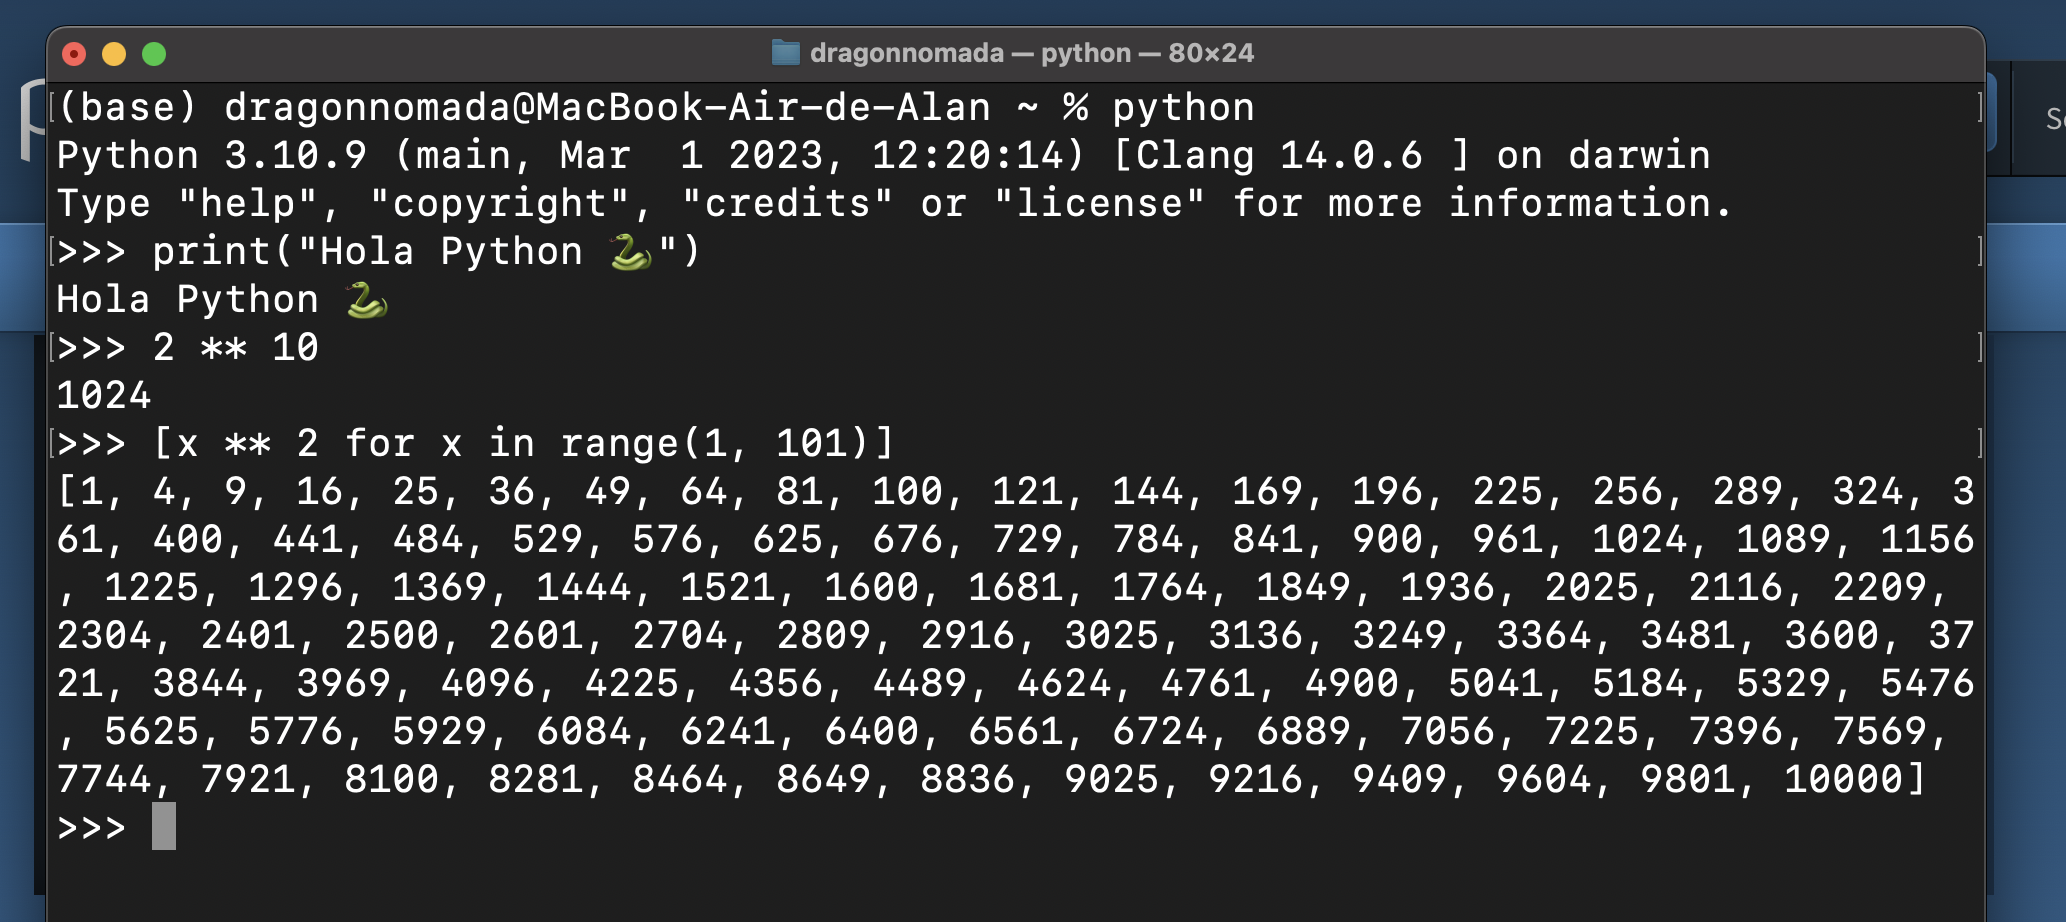 dragonnomada — python — 80×24
(base) dragonnomada@MacBook-Air-de-Alan ~ % python
Python 3.10.9 (main, Mar  1 2023, 12:20:14) [Clang 14.0.6 ] on darwin
Type "help", "copyright", "credits" or "license" for more information.
>>> print("Hola Python 🐍")
Hola Python 🐍
>>> 2 ** 10
1024
>>> [x ** 2 for x in range(1, 101)]
[1, 4, 9, 16, 25, 36, 49, 64, 81, 100, 121, 144, 169, 196, 225, 256, 289, 324, 3
61, 400, 441, 484, 529, 576, 625, 676, 729, 784, 841, 900, 961, 1024, 1089, 1156
, 1225, 1296, 1369, 1444, 1521, 1600, 1681, 1764, 1849, 1936, 2025, 2116, 2209,
2304, 2401, 2500, 2601, 2704, 2809, 2916, 3025, 3136, 3249, 3364, 3481, 3600, 37
21, 3844, 3969, 4096, 4225, 4356, 4489, 4624, 4761, 4900, 5041, 5184, 5329, 5476
, 5625, 5776, 5929, 6084, 6241, 6400, 6561, 6724, 6889, 7056, 7225, 7396, 7569,
7744, 7921, 8100, 8281, 8464, 8649, 8836, 9025, 9216, 9409, 9604, 9801, 10000]
>>>